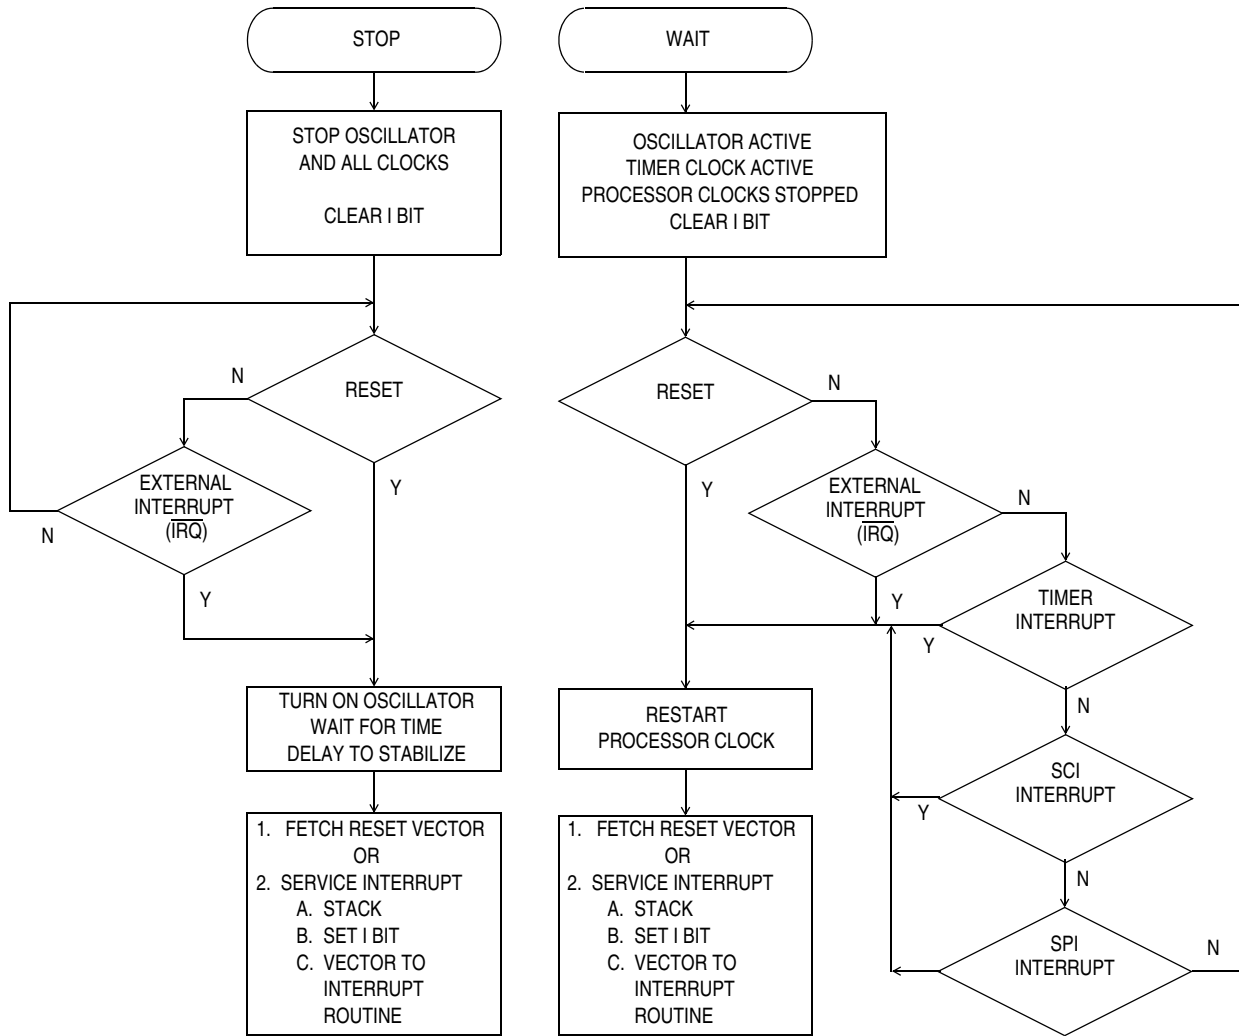 STOP
STOP OSCILLATOR
AND ALL CLOCKS
CLEAR I BIT
RESET
N
Y
EXTERNAL
INTERRUPT
(IRQ)
N
Y
TURN ON OSCILLATOR
WAIT FOR TIME
DELAY TO STABILIZE
1. FETCH RESET VECTOR
OR
2. SERVICE INTERRUPT
A. STACK
B. SET I BIT
C. VECTOR TO
INTERRUPT
ROUTINE
WAIT
OSCILLATOR ACTIVE
TIMER CLOCK ACTIVE
PROCESSOR CLOCKS STOPPED
CLEAR I BIT
RESET
N
Y
EXTERNAL
INTERRUPT
(IRQ)
N
Y
TIMER
INTERRUPT
Y
N
SCI
INTERRUPT
Y
N
SPI
INTERRUPT
N
RESTART
PROCESSOR CLOCK
1. FETCH RESET VECTOR
OR
2. SERVICE INTERRUPT
A. STACK
B. SET I BIT
C. VECTOR TO
INTERRUPT
ROUTINE